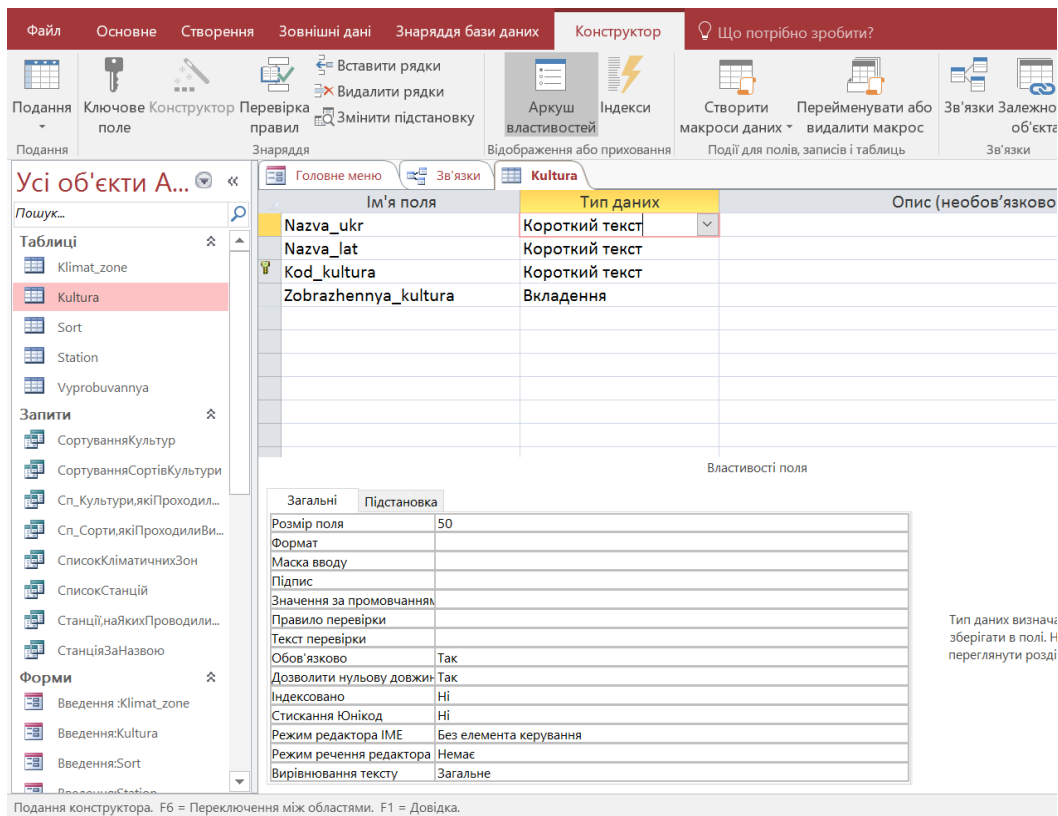 Файл Основне Створення Зовнішні дані Знаряддя бази даних Конструктор Що потрібно зробити?
Подання
Ключове поле
Конструктор
Перевірка правил
Вставити рядки
Видалити рядки
Змінити підстановку
Аркуш властивостей
Індекси
Створити макроси даних
Перейменувати або видалити макрос
Зв'язки
Залежно
об'єкта
Подання Знаряддя Відображення або приховання Події для полів, записів і таблиць Зв'язки
Усі об'єкти A...
Пошук...
Таблиці
Klimat_zone
Kultura
Sort
Station
Vyprobuvannya
Запити
СортуванняКультур
СортуванняСортівКультури
Сп_Культури,якіПроходил...
Сп_Сорти,якіПроходилиВи...
СписокКліматичнихЗон
СписокСтанцій
Станції,наЯкихПроводили...
СтанціяЗаНазвою
Форми
Введення :Klimat_zone
Введення:Kultura
Введення:Sort
Введення:Station
Головне меню Зв'язки Kultura
Ім'я поля Тип даних Опис (необов’язково
Nazva_ukr Короткий текст
Nazva_lat Короткий текст
Kod_kultura Короткий текст
Zobrazhennya_kultura Вкладення
Властивості поля
Загальні Підстановка
Розмір поля 50
Формат
Маска вводу
Підпис
Значення за промовчанням
Правило перевірки
Текст перевірки
Обов'язково Так
Дозволити нульову довжин Так
Індексовано Ні
Стискання Юнікод Ні
Режим редактора IME Без елемента керування
Режим речення редактора Немає
Вирівнювання тексту Загальне
Тип даних визнача
зберігати в полі. Н
переглянути розді
Подання конструктора. F6 = Переключення між областями. F1 = Довідка.